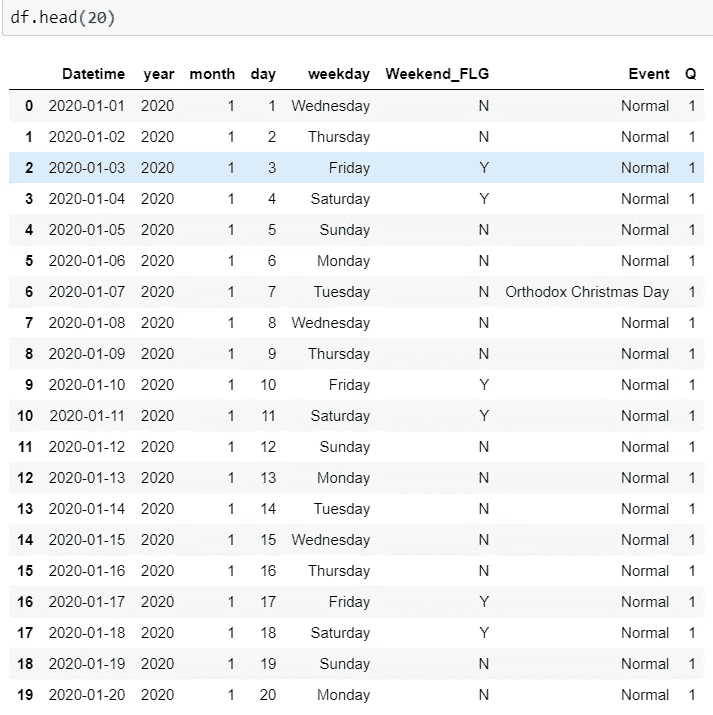 df.head(20)
Datetime year month day weekday Weekend_FLG Event Q
0 2020-01-01 2020 1 1 Wednesday N Normal 1
1 2020-01-02 2020 1 2 Thursday N Normal 1
2 2020-01-03 2020 1 3 Friday Y Normal 1
3 2020-01-04 2020 1 4 Saturday Y Normal 1
4 2020-01-05 2020 1 5 Sunday N Normal 1
5 2020-01-06 2020 1 6 Monday N Normal 1
6 2020-01-07 2020 1 7 Tuesday N Orthodox Christmas Day 1
7 2020-01-08 2020 1 8 Wednesday N Normal 1
8 2020-01-09 2020 1 9 Thursday N Normal 1
9 2020-01-10 2020 1 10 Friday Y Normal 1
10 2020-01-11 2020 1 11 Saturday Y Normal 1
11 2020-01-12 2020 1 12 Sunday N Normal 1
12 2020-01-13 2020 1 13 Monday N Normal 1
13 2020-01-14 2020 1 14 Tuesday N Normal 1
14 2020-01-15 2020 1 15 Wednesday N Normal 1
15 2020-01-16 2020 1 16 Thursday N Normal 1
16 2020-01-17 2020 1 17 Friday Y Normal 1
17 2020-01-18 2020 1 18 Saturday Y Normal 1
18 2020-01-19 2020 1 19 Sunday N Normal 1
19 2020-01-20 2020 1 20 Monday N Normal 1